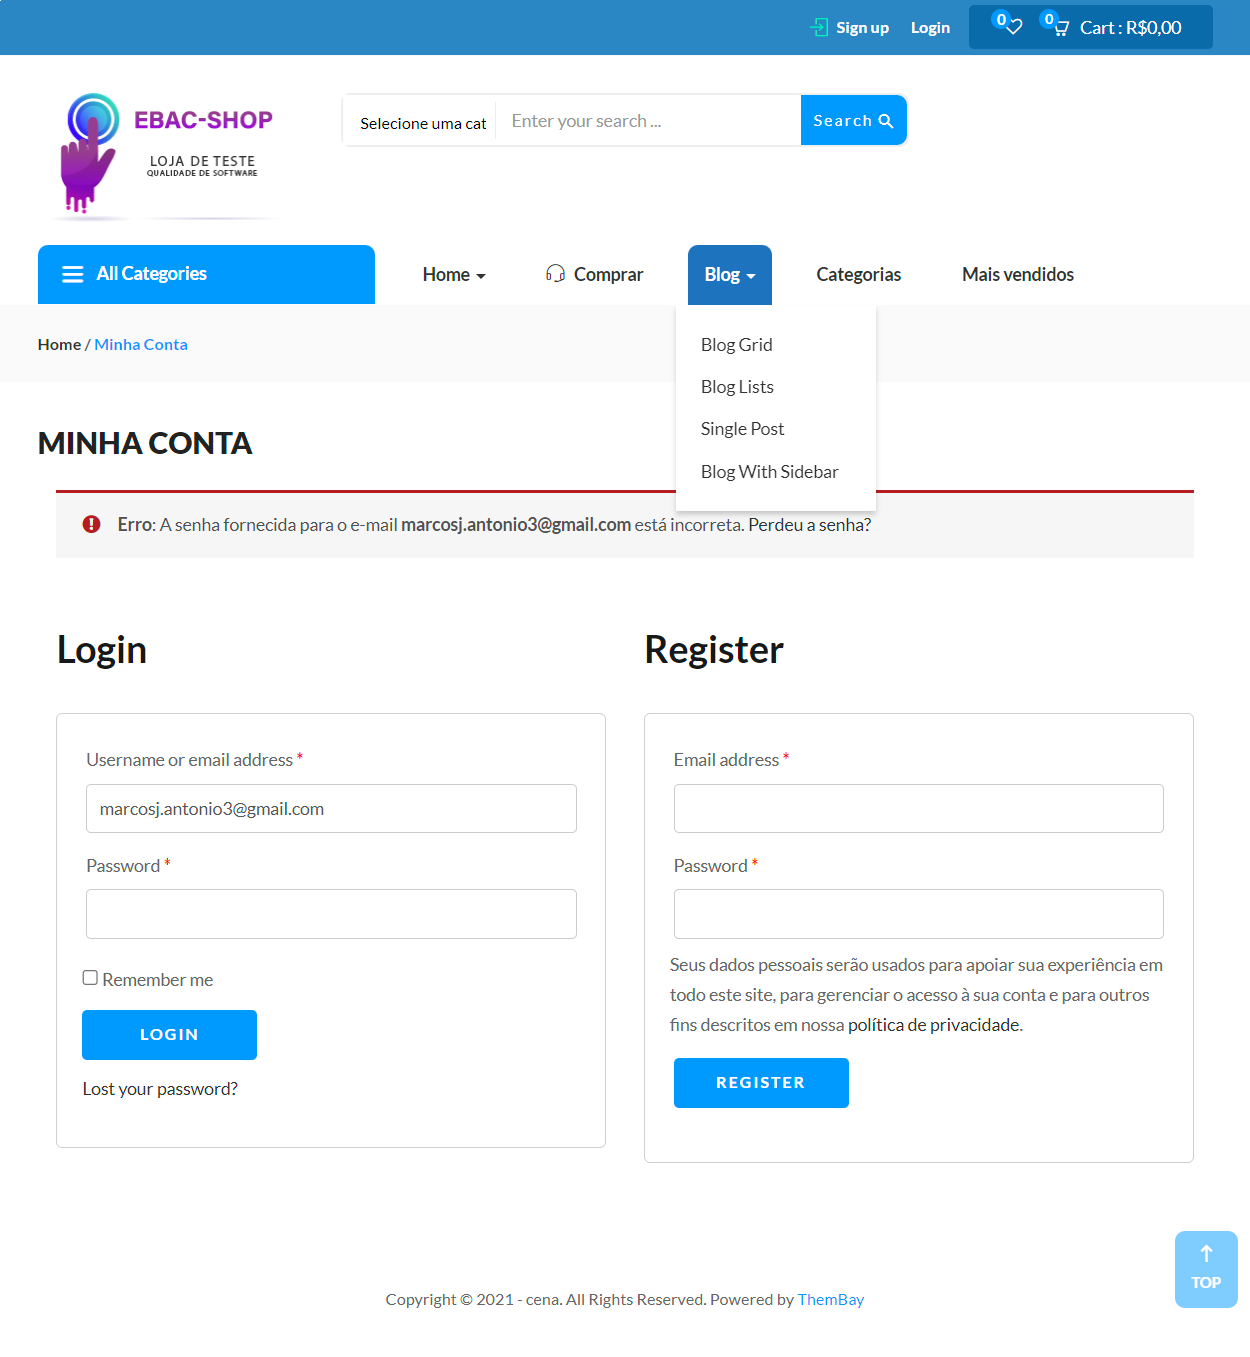 Sign up Login 0 0 Cart : R$0,00
EBAC-SHOP
LOJA DE TESTE
QUALIDADE DE SOFTWARE
Selecione uma cat Enter your search ... Search
All Categories Home Comprar Blog Categorias Mais vendidos
Home / Minha Conta
Blog Grid
Blog Lists
Single Post
Blog With Sidebar
MINHA CONTA
Erro: A senha fornecida para o e-mail marcosj.antonio3@gmail.com está incorreta. Perdeu a senha?
Login
Username or email address *
marcosj.antonio3@gmail.com
Password *
Remember me
LOGIN
Lost your password?
Register
Email address *
Password *
Seus dados pessoais serão usados para apoiar sua experiência em
todo este site, para gerenciar o acesso à sua conta e para outros
fins descritos em nossa política de privacidade.
REGISTER
TOP
Copyright © 2021 - cena. All Rights Reserved. Powered by ThemBay